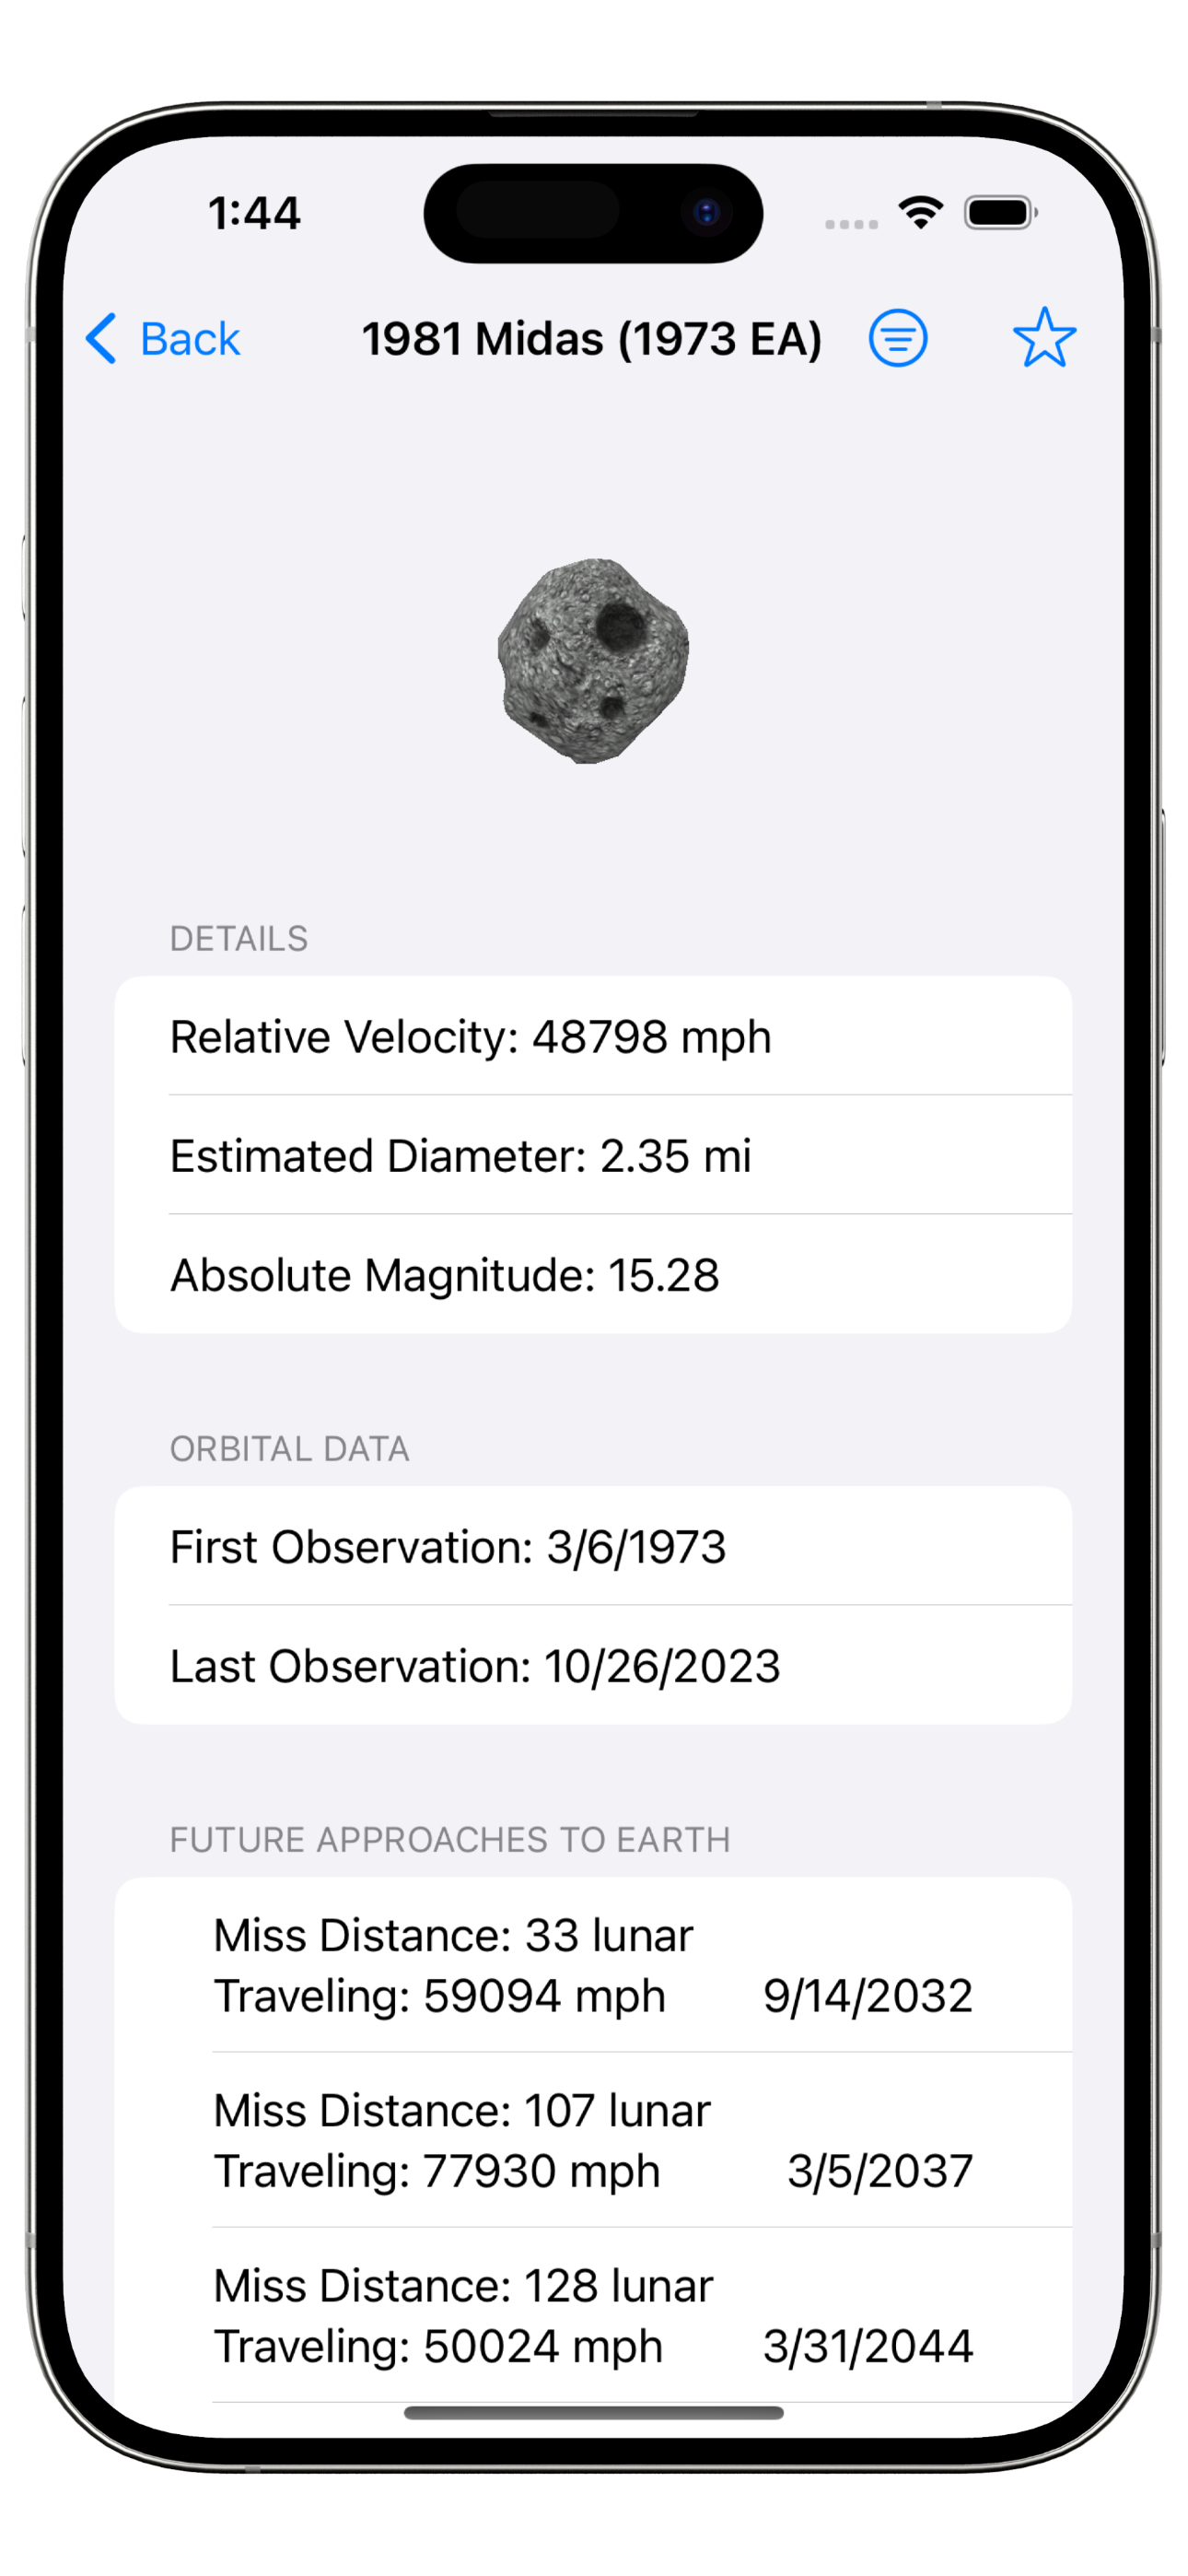 1:44
Back
1981 Midas (1973 EA)
DETAILS
Relative Velocity: 48798 mph
Estimated Diameter: 2.35 mi
Absolute Magnitude: 15.28
ORBITAL DATA
First Observation: 3/6/1973
Last Observation: 10/26/2023
FUTURE APPROACHES TO EARTH
Miss Distance: 33 lunar
Traveling: 59094 mph 9/14/2032
Miss Distance: 107 lunar
Traveling: 77930 mph 3/5/2037
Miss Distance: 128 lunar
Traveling: 50024 mph 3/31/2044